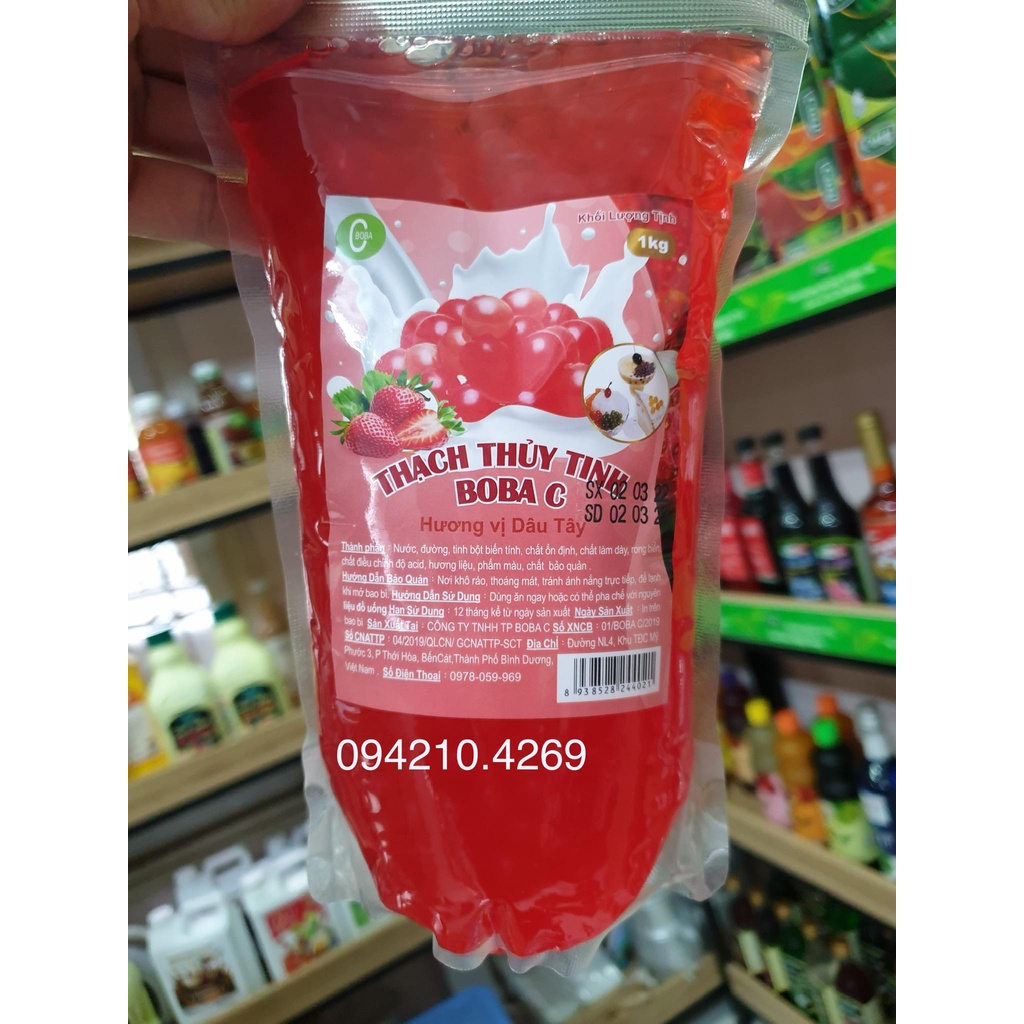 C
BOBA
Khối Lượng Tịnh
1kg
THẠCH THỦY TINH
BOBA C
SX 02 03 22
SD 02 03 2
Hương vị Dâu Tây
Thành phần : Nước, đường, tinh bột biến tính, chất ổn định, chất làm dày, rong biển,
chất điều chỉnh độ acid, hương liệu, phẩm màu, chất bảo quản .
Hướng Dẫn Bảo Quản : Nơi khô ráo, thoáng mát, tránh ánh nắng trực tiếp, để lạnh
khi mở bao bì. Hướng Dẫn Sử Dụng : Dùng ăn ngay hoặc có thể pha chế với nguyên
liệu đồ uống Hạn Sử Dụng : 12 tháng kể từ ngày sản xuất Ngày Sản Xuất : In trên
bao bì Sản Xuất Tại : CÔNG TY TNHH TP BOBA C Số XNCB : 01/BOBA C/2019
Số CNATTP : 04/2019/QLCN/ GCNATTP-SCT Địa Chỉ : Đường NL4, Khu TĐC Mỹ
Phước 3, P Thới Hòa, BếnCát,Thành Phố Bình Dương,
Việt Nam . Số Điện Thoại : 0978-059-969
8 938528 244021
094210.4269